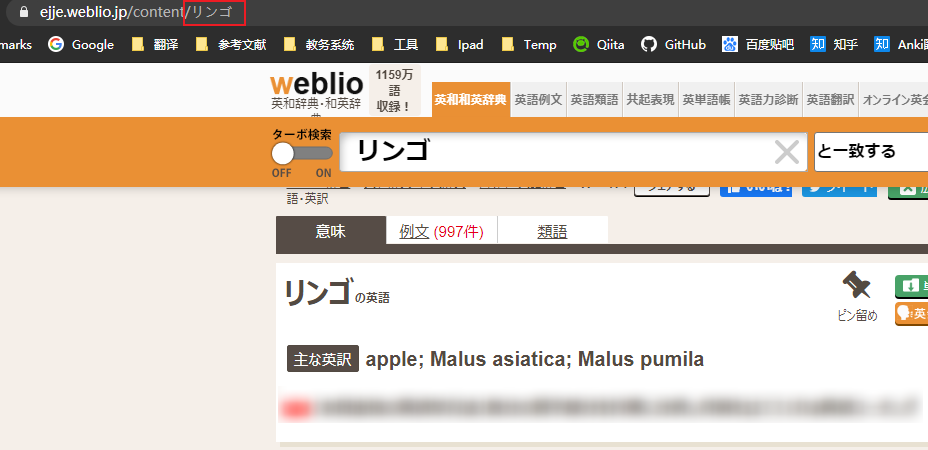 ejje.weblio.jp/content/リンゴ
marks Google 翻译 参考文献 教务系统 工具 Ipad Temp Qiita GitHub 百度贴吧 知 知乎 知
weblio
英和辞典・和英辞
1159万
語
収録！
英和和英辞典 英語例文 英語類語 共起表現 英単語帳 英語力診断 英語翻訳 オンライン英会
ターボ検索
OFF ON
リンゴ
と一致する
語・英訳
意味 例文 (997件) 類語
リンゴの英語
ピン留め
主な英訳 apple; Malus asiatica; Malus pumila